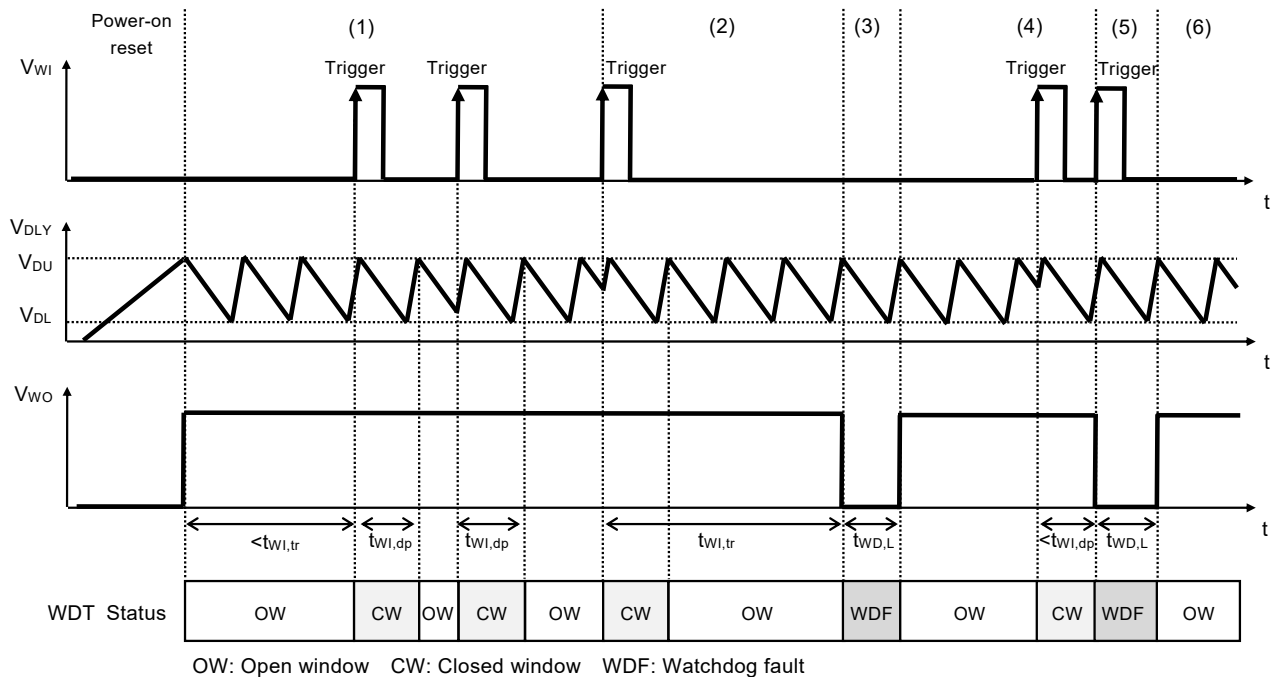 Power-on
reset
(1)
(2)
(3)
(4)
(5)
(6)
VWI
Trigger
Trigger
Trigger
Trigger
Trigger
t
VDLY
VDU
VDL
t
VWO
t
<tWI,tr
tWI,dp
tWI,dp
tWI,tr
tWD,L
<tWI,dp
tWD,L
WDT Status
OW
CW
OW
CW
OW
CW
OW
WDF
OW
CW
WDF
OW
OW: Open window CW: Closed window WDF: Watchdog fault